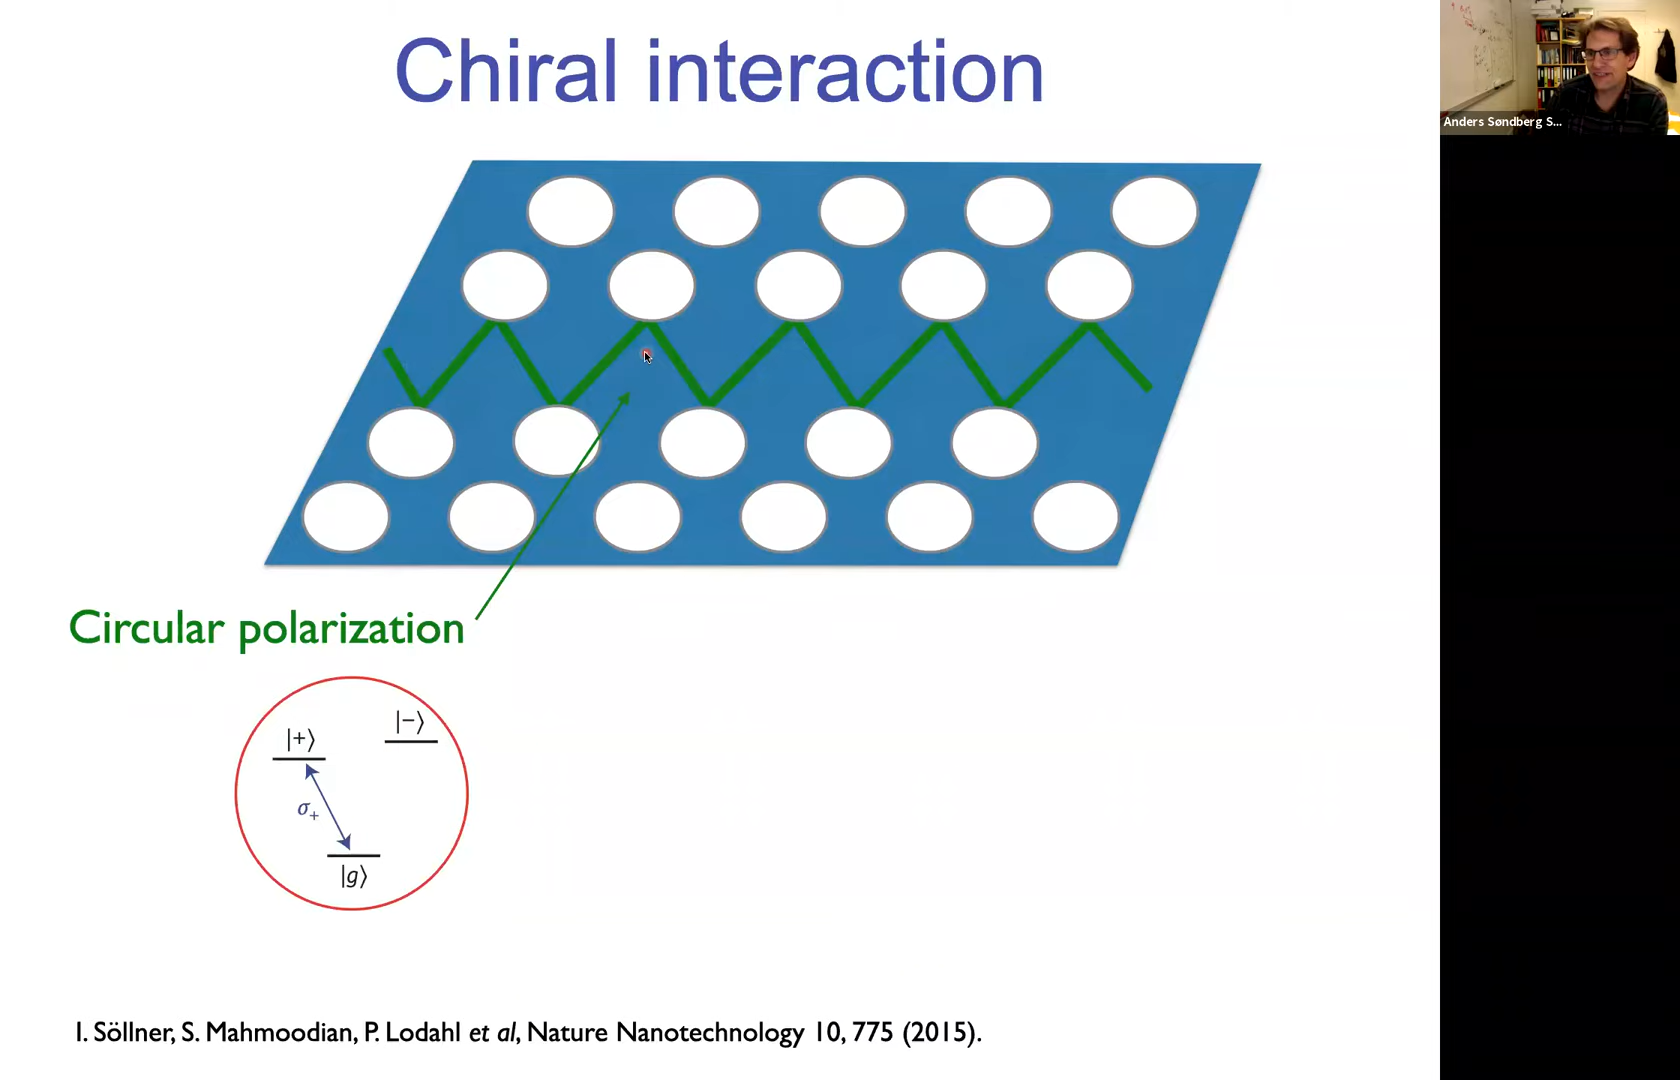 Chiral interaction
Anders Søndberg S...
Circular polarization
|+⟩
|−⟩
σ₊
|g⟩
I. Söllner, S. Mahmoodian, P. Lodahl et al, Nature Nanotechnology 10, 775 (2015).